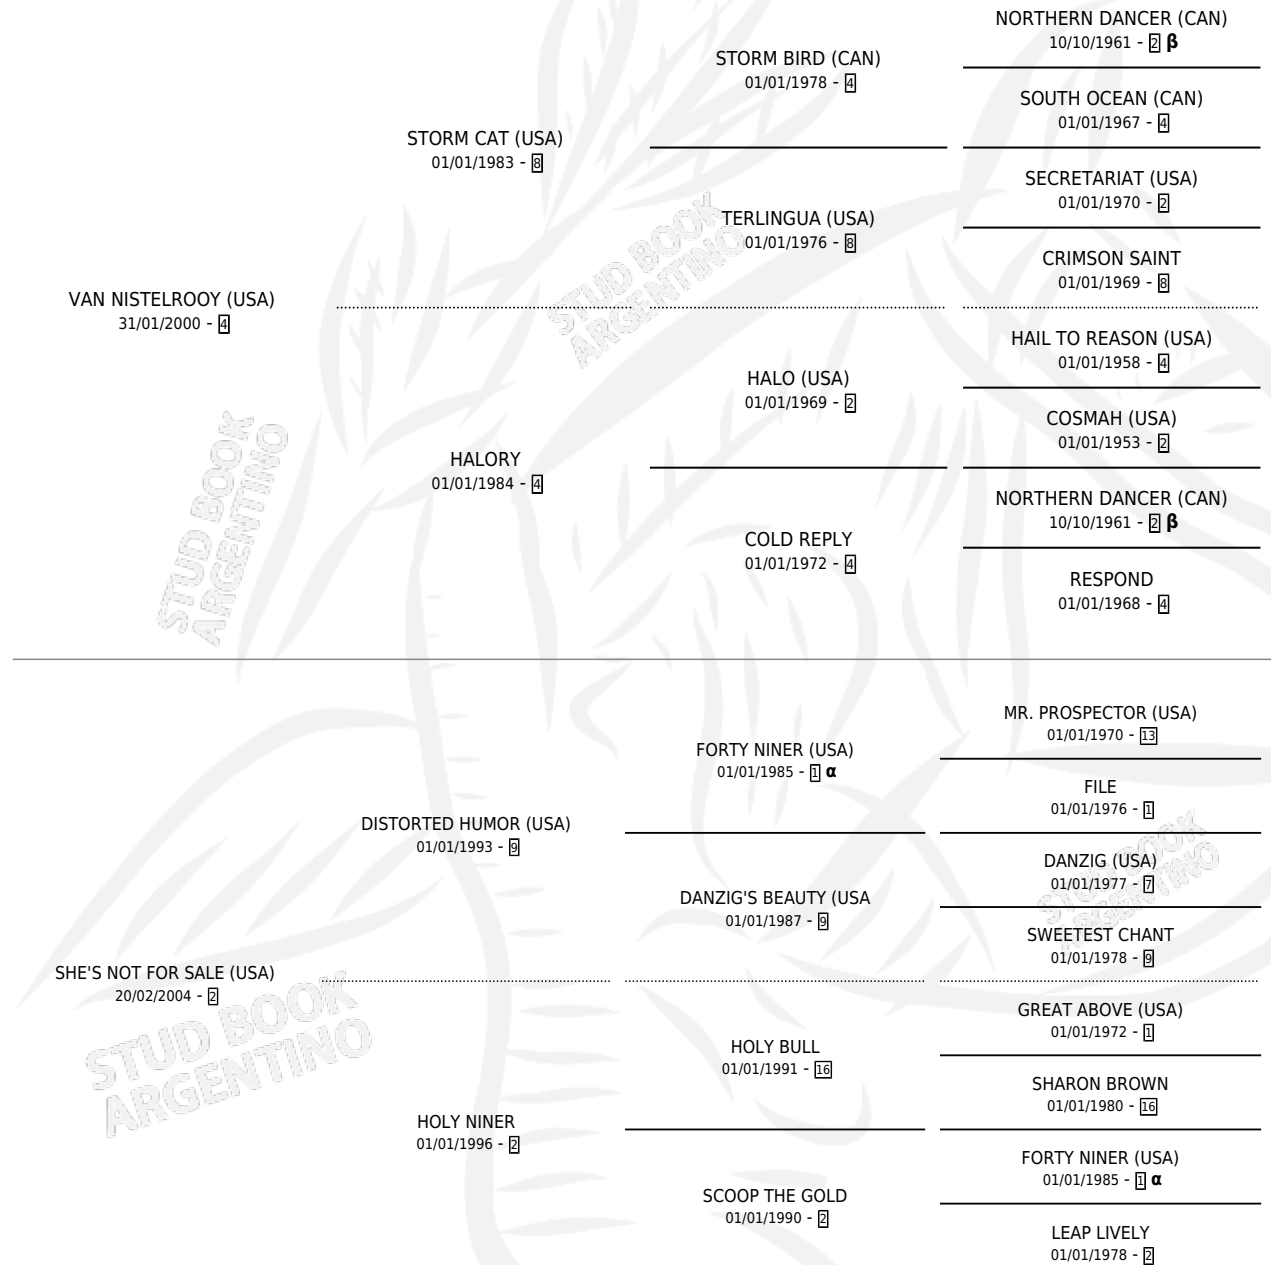 NORTHERN DANCER (CAN)
10/10/1961 - 2 β
STORM BIRD (CAN)
01/01/1978 - 4
SOUTH OCEAN (CAN)
01/01/1967 - 4
STORM CAT (USA)
01/01/1983 - 8
SECRETARIAT (USA)
01/01/1970 - 2
TERLINGUA (USA)
01/01/1976 - 8
CRIMSON SAINT
01/01/1969 - 8
VAN NISTELROOY (USA)
31/01/2000 - 4
HAIL TO REASON (USA)
01/01/1958 - 4
HALO (USA)
01/01/1969 - 2
COSMAH (USA)
01/01/1953 - 2
HALORY
01/01/1984 - 4
NORTHERN DANCER (CAN)
10/10/1961 - 2 β
COLD REPLY
01/01/1972 - 4
RESPOND
01/01/1968 - 4
MR. PROSPECTOR (USA)
01/01/1970 - 13
FORTY NINER (USA)
01/01/1985 - 1 α
FILE
01/01/1976 - 1
DISTORTED HUMOR (USA)
01/01/1993 - 9
DANZIG (USA)
01/01/1977 - 7
DANZIG'S BEAUTY (USA
01/01/1987 - 9
SWEETEST CHANT
01/01/1978 - 9
SHE'S NOT FOR SALE (USA)
20/02/2004 - 2
GREAT ABOVE (USA)
01/01/1972 - 1
HOLY BULL
01/01/1991 - 16
SHARON BROWN
01/01/1980 - 16
HOLY NINER
01/01/1996 - 2
FORTY NINER (USA)
01/01/1985 - 1 α
SCOOP THE GOLD
01/01/1990 - 2
LEAP LIVELY
01/01/1978 - 2
STUD BOOK
ARGENTINO
STUD BOOK
ARGENTINO
STUD BOOK
ARGENTINO
STUD BOOK
ARGENTINO